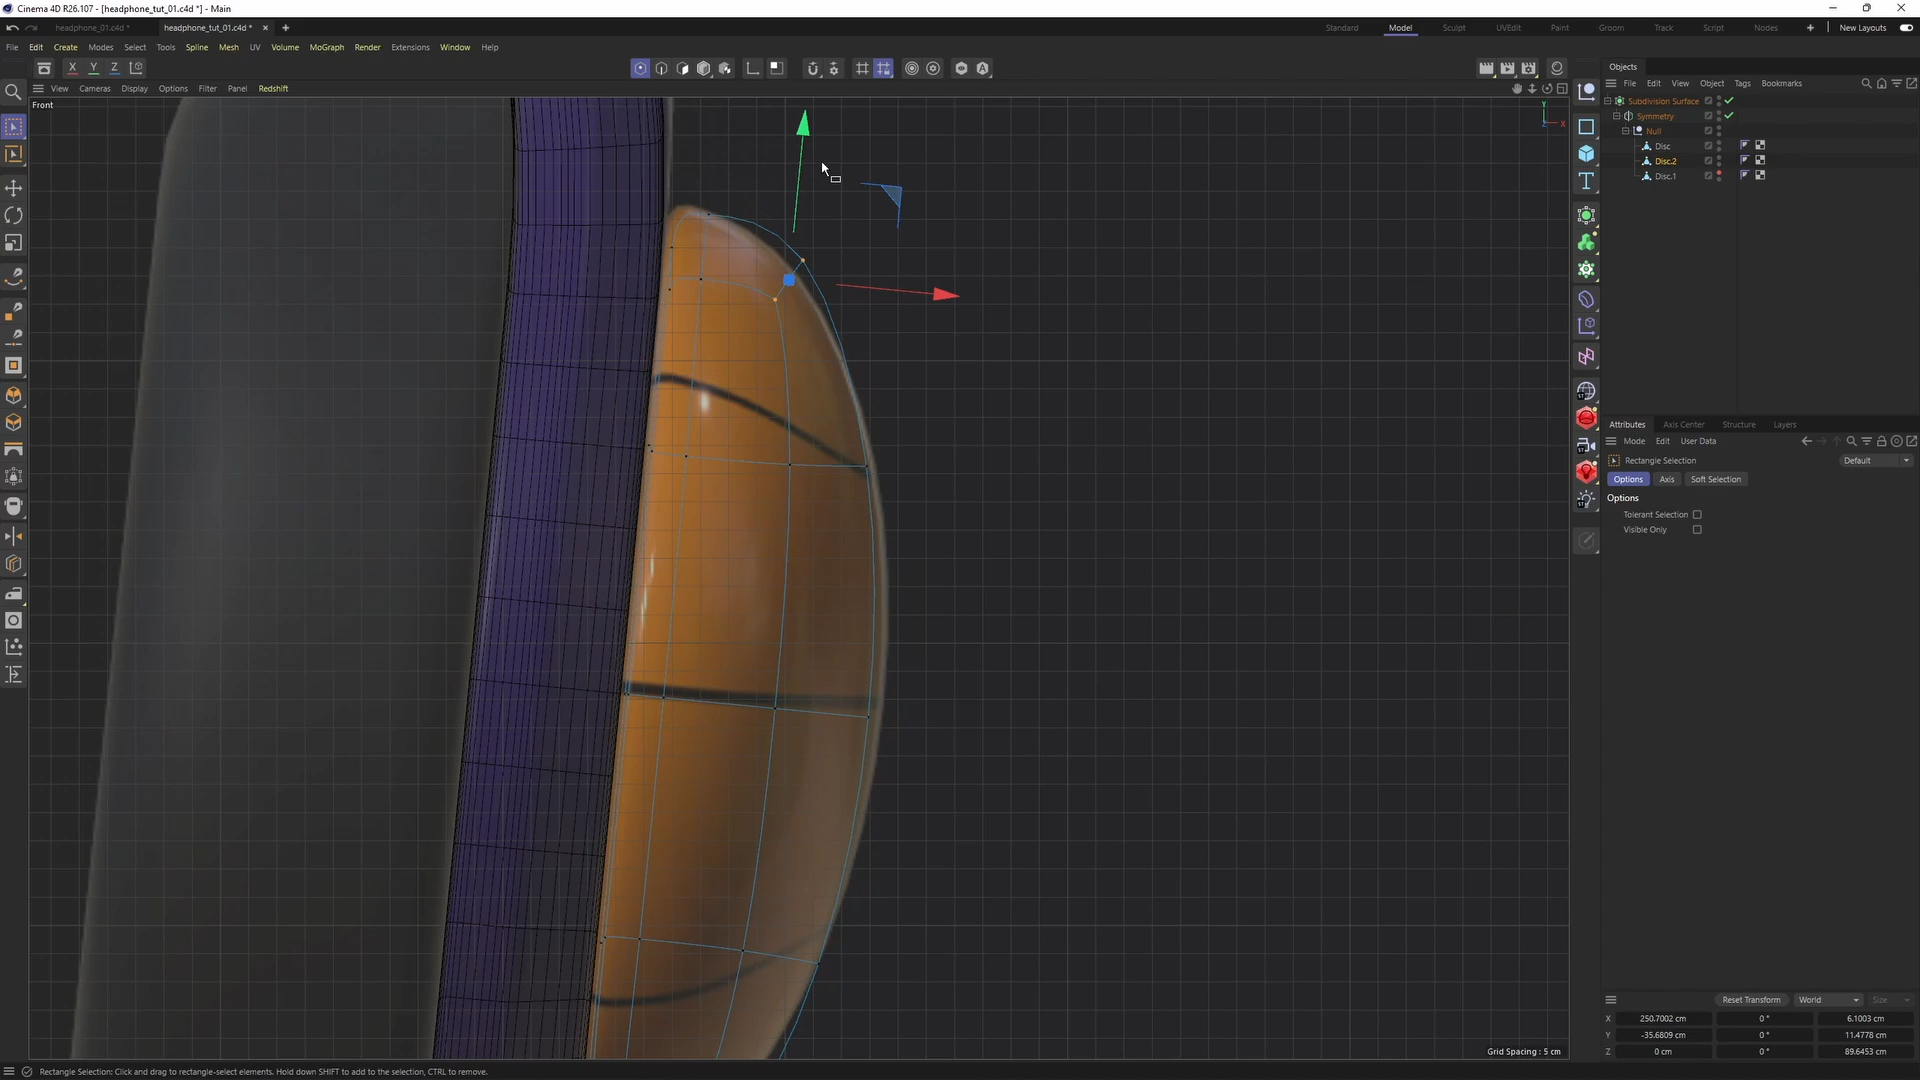 Cinema 4D R26.107 - [headphone_tut_01.c4d *] - Main
headphone_01.c4d *
headphone_tut_01.c4d *
Standard Model Sculpt UVEdit Paint Groom Track Script Nodes New Layouts
File Edit Create Modes Select Tools Spline Mesh UV Volume MoGraph Render Extensions Window Help
X Y Z
View Cameras Display Options Filter Panel Redshift
Front
Y
X
Grid Spacing : 5 cm
Objects
File Edit View Object Tags Bookmarks
Subdivision Surface
Symmetry
Null
Disc
Disc.2
Disc.1
Attributes Axis Center Structure Layers
Mode Edit User Data
Rectangle Selection Default
Options Axis Soft Selection
Options
Tolerant Selection
Visible Only
Reset Transform World Size
X 250.7002 cm 0 ° 6.1003 cm
Y -35.6809 cm 0 ° 11.4778 cm
Z 0 cm 0 ° 89.6453 cm
Rectangle Selection: Click and drag to rectangle-select elements. Hold down SHIFT to add to the selection, CTRL to remove.